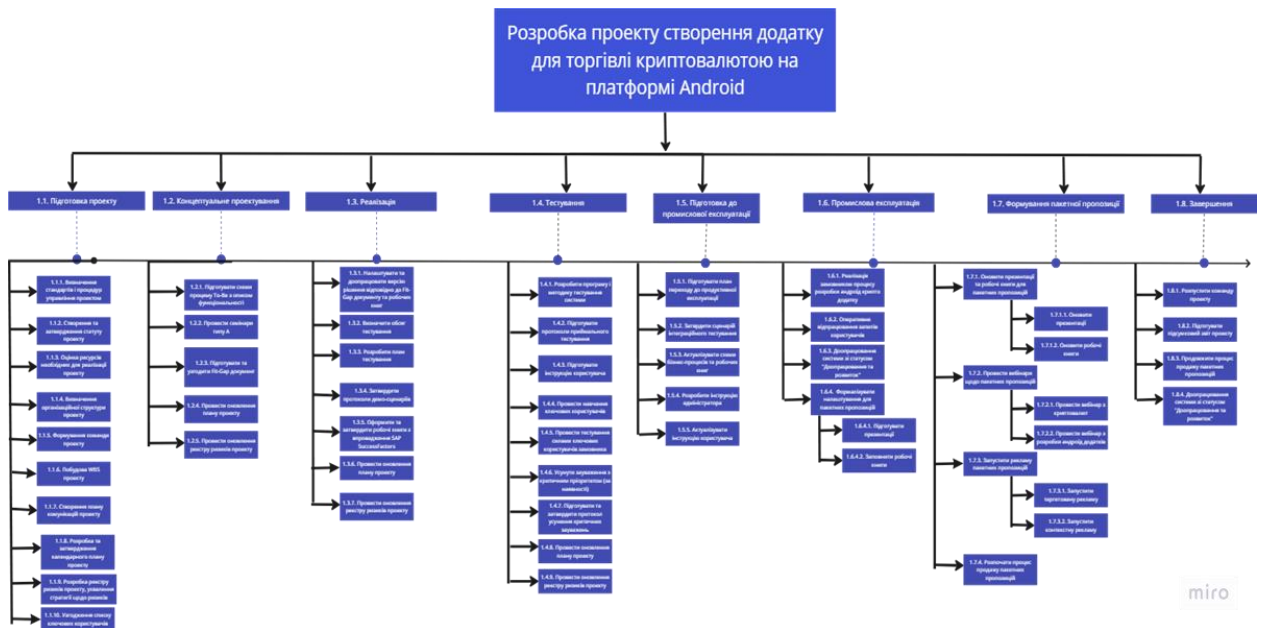 Розробка проекту створення додатку
для торгівлі криптовалютою на
платформі Android
1.1. Підготовка проекту
1.2. Концептуальне проектування
1.3. Реалізація
1.4. Тестування
1.5. Підготовка до
промислової експлуатації
1.6. Промислова експлуатація
1.7. Формування пакетної пропозиції
1.8. Завершення
1.1.1. Визначення
стандартів і процедур
управління проектом
1.1.2. Створення та
затвердження статуту
проекту
1.1.3. Оцінка ресурсів
необхідних для реалізації
проекту
1.1.4. Визначення
організаційної структури
проекту
1.1.5. Формування команди
проекту
1.1.6. Побудова WBS
проекту
1.1.7. Створення плану
комунікацій проекту
1.1.8. Розробка та
затвердження
календарного плану
проекту
1.1.9. Розробка реєстру
ризиків проекту, ухвалення
стратегії щодо ризиків
1.1.10. Узгодження списку
ключових користувачів
1.2.1. Підготувати схеми
процесу To-Be з описом
функціональності
1.2.2. Провести семінари
типу А
1.2.3. Підготувати та
узгодити Fit-Gap документ
1.2.4. Провести оновлення
плану проекту
1.2.5. Провести оновлення
реєстру ризиків проекту
1.3.1. Налаштувати та
доопрацювати версію
рішення відповідно до Fit-
Gap документу та робочих
книг
1.3.2. Визначити обсяг
тестування
1.3.3. Розробити план
тестування
1.3.4. Затвердити
протоколи демо-сценаріїв
1.3.5. Оформити та
затвердити робочі книги з
впровадження SAP
SuccessFactors
1.3.6. Провести оновлення
плану проекту
1.3.7. Провести оновлення
реєстру ризиків проекту
1.4.1. Розробити програму і
методику тестування
системи
1.4.2. Підготувати
протоколи приймального
тестування
1.4.3. Підготувати
інструкцію користувача
1.4.4. Провести навчання
ключових користувачів
1.4.5. Провести тестування
силами ключових
користувачів замовника
1.4.6. Усунути зауваження
з критичним пріоритетом (за
наявності)
1.4.7. Підготувати та
затвердити протокол
усунення критичних
зауважень
1.4.8. Провести оновлення
плану проекту
1.4.9. Провести оновлення
реєстру ризиків проекту
1.5.1. Підготувати план
переходу до продуктивної
експлуатації
1.5.2. Затвердити сценарії
інтеграційного тестування
1.5.3. Актуалізувати схеми
бізнес-процесів та робочих
книг
1.5.4. Розробити інструкцію
адміністратора
1.5.5. Актуалізувати
інструкцію користувача
1.6.1. Реалізація
замовником процесу
розробки андроїд крипто
додатку
1.6.2. Оперативне
відпрацювання запитів
користувачів
1.6.3. Доопрацювання
системи зі статусом
"Доопрацювання та
розвиток"
1.6.4. Формалізувати
налаштування для
пакетних пропозицій
1.6.4.1. Підготувати
презентації
1.6.4.2. Заповнити робочі
книги
1.7.1. Оновити презентації
та робочі книги для
пакетних пропозицій
1.7.1.1. Оновити
презентації
1.7.1.2. Оновити робочі
книги
1.7.2. Провести вебінари
щодо пакетних пропозицій
1.7.2.1. Провести вебінар з
криптовалют
1.7.2.2. Провести вебінар з
розробки андроїд додатків
1.7.3. Запустити рекламу
пакетних пропозицій
1.7.3.1. Запустити
таргетовану рекламу
1.7.3.2. Запустити
контекстну рекламу
1.7.4. Розпочати процес
продажу пакетних
пропозицій
1.8.1. Розпустити команду
проекту
1.8.2. Підготувати
підсумковий звіт проекту
1.8.3. Продовжити процес
продажу пакетних
пропозицій
1.8.4. Доопрацювання
системи зі статусом
"Доопрацювання та
розвиток"
miro